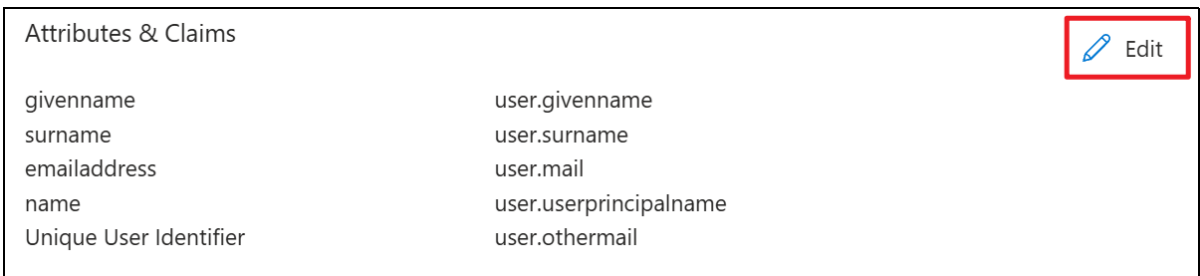 Attributes & Claims
Edit
givenname user.givenname
surname user.surname
emailaddress user.mail
name user.userprincipalname
Unique User Identifier user.othermail